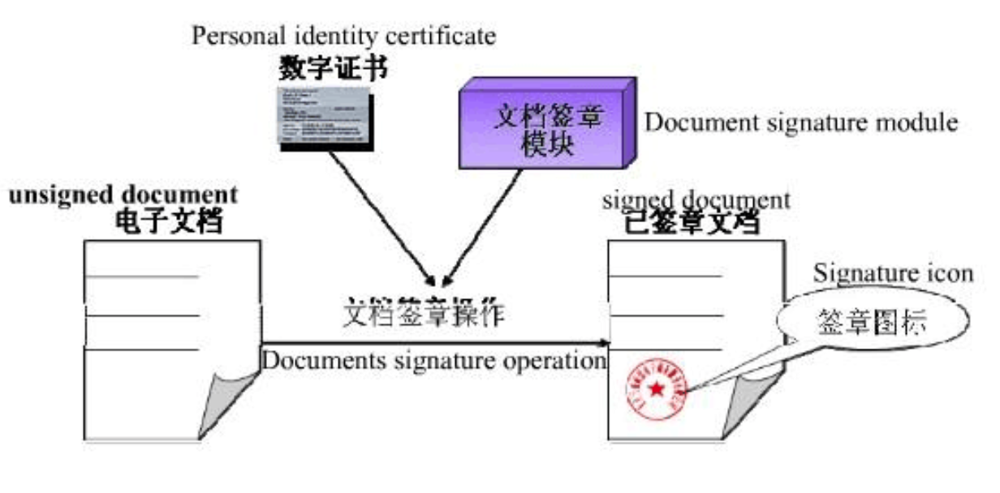 Personal identity certificate
数字证书
文档签章
模块
Document signature module
unsigned document
电子文档
signed document
已签章文档
Signature icon
签章图标
文档签章操作
Documents signature operation